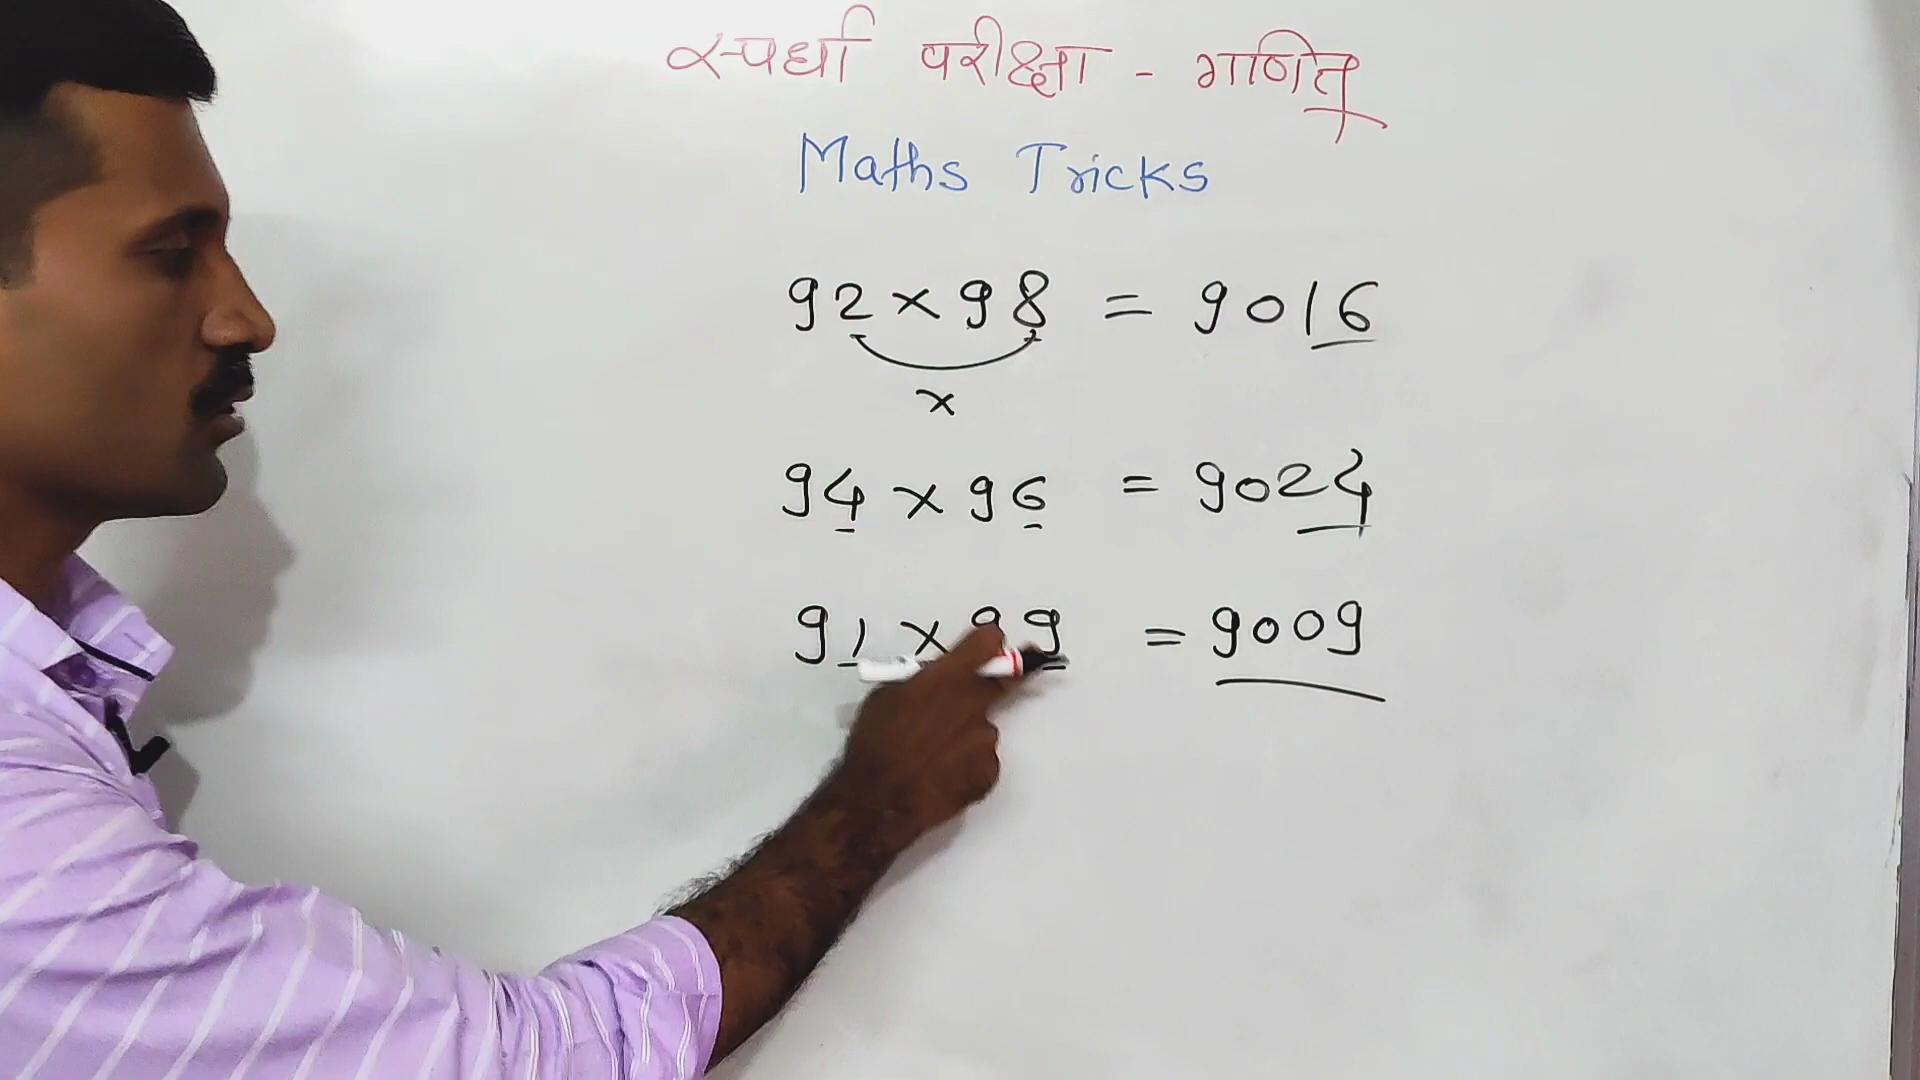 स्पर्धा परीक्षा - गणित
Maths Tricks
92 × 98 = 9016
×
94 × 96 = 9024
91 × 99 = 9009